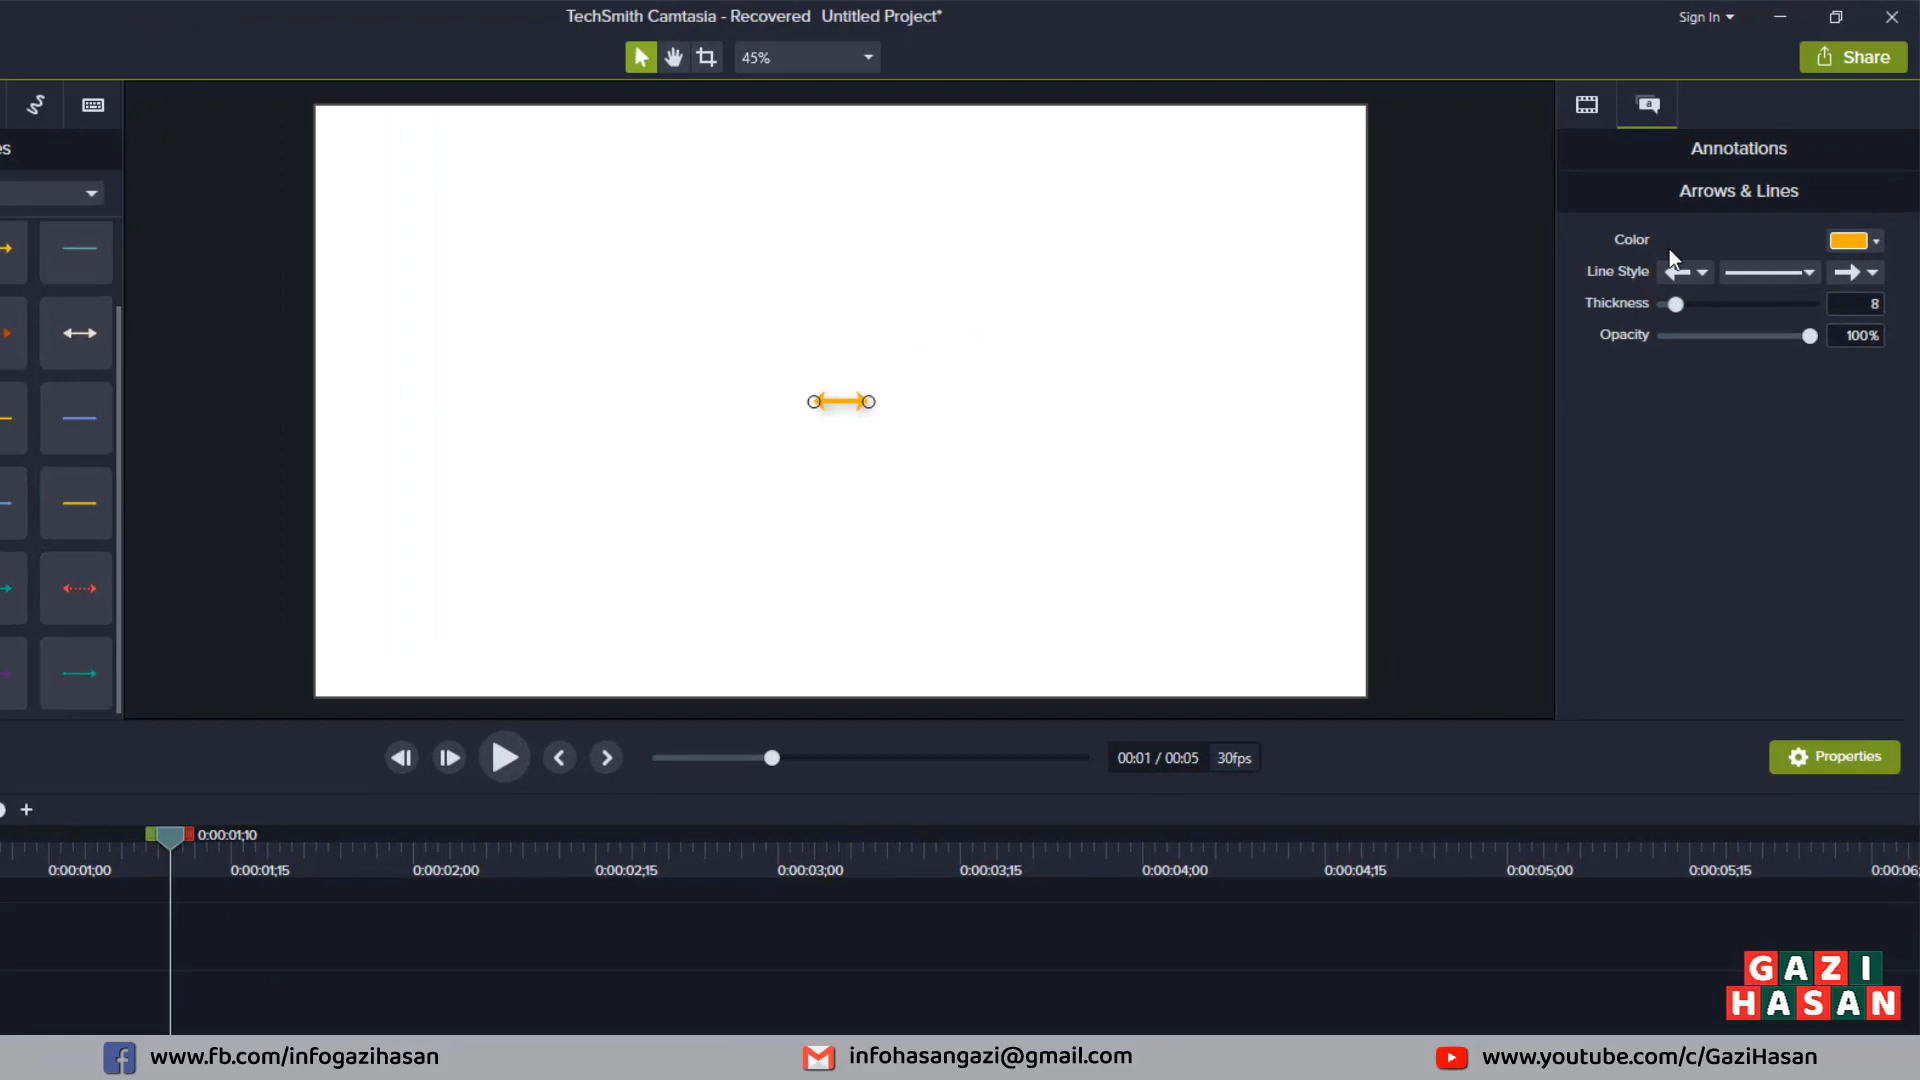 TechSmith Camtasia - Recovered Untitled Project*
Sign In
45%
Share
es
Annotations
Arrows & Lines
Color
Line Style
Thickness 8
Opacity 100%
00:01 / 00:05 30fps
Properties
+
0:00:01;10
0:00:01;00 0:00:01;15 0:00:02;00 0:00:02;15 0:00:03;00 0:00:03;15 0:00:04;00 0:00:04;15 0:00:05;00 0:00:05;15 0:00:06;
GAZI
HASAN
www.fb.com/infogazihasan infohasangazi@gmail.com www.youtube.com/c/GaziHasan